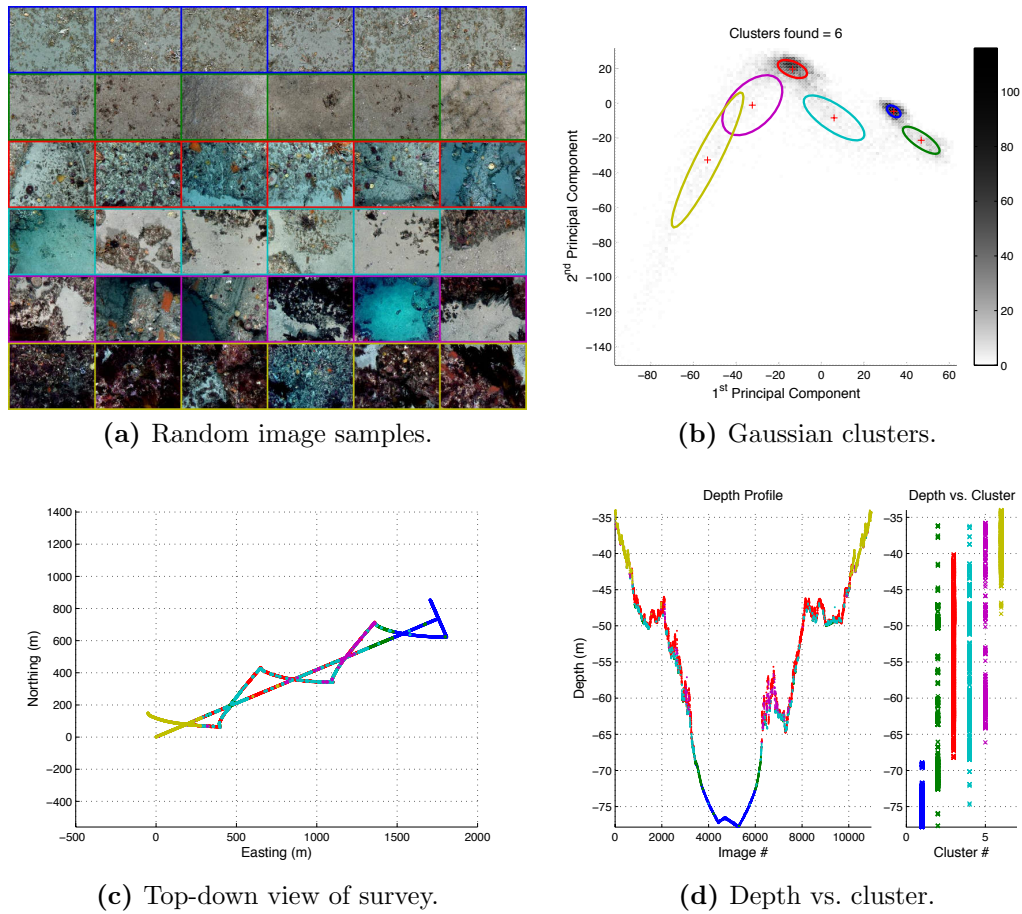 (a) Random image samples.
Clusters found = 6
20
0
−20
−40
−60
−80
−100
−120
−140
2nd Principal Component
−80 −60 −40 −20 0 20 40 60
1st Principal Component
100
80
60
40
20
0
(b) Gaussian clusters.
1400
1200
1000
800
600
400
200
0
−200
−400
Northing (m)
−500 0 500 1000 1500 2000
Easting (m)
(c) Top-down view of survey.
Depth Profile
−35
−40
−45
−50
−55
−60
−65
−70
−75
Depth (m)
0 2000 4000 6000 8000 10000
Image #
Depth vs. Cluster
−35
−40
−45
−50
−55
−60
−65
−70
−75
5
Cluster #
(d) Depth vs. cluster.